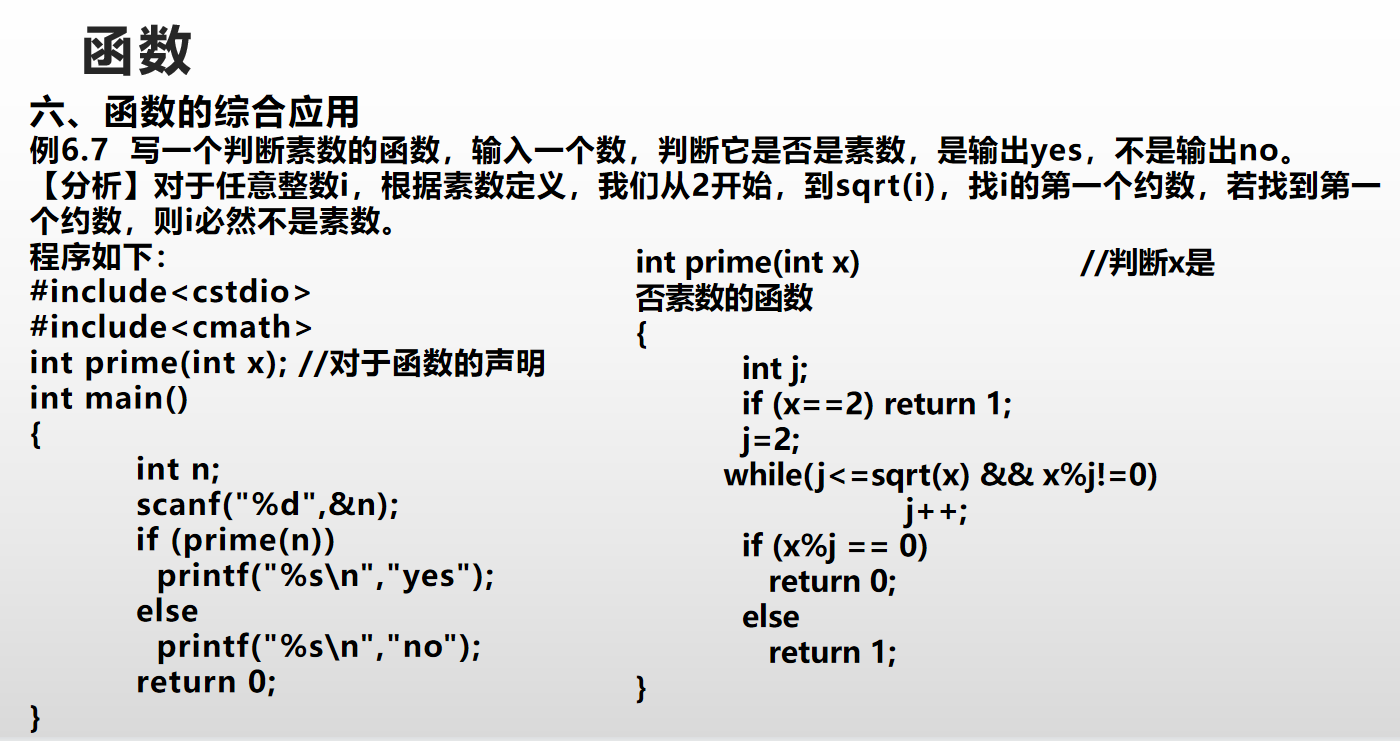 函数
六、函数的综合应用
例6.7 写一个判断素数的函数，输入一个数，判断它是否是素数，是输出yes，不是输出no。
【分析】对于任意整数i，根据素数定义，我们从2开始，到sqrt(i)，找i的第一个约数，若找到第一
个约数，则i必然不是素数。
程序如下：
#include<cstdio>
#include<cmath>
int prime(int x); //对于函数的声明
int main()
{
int n;
scanf("%d",&n);
if (prime(n))
printf("%s\n","yes");
else
printf("%s\n","no");
return 0;
}
int prime(int x) //判断x是
否素数的函数
{
int j;
if (x==2) return 1;
j=2;
while(j<=sqrt(x) && x%j!=0)
j++;
if (x%j == 0)
return 0;
else
return 1;
}